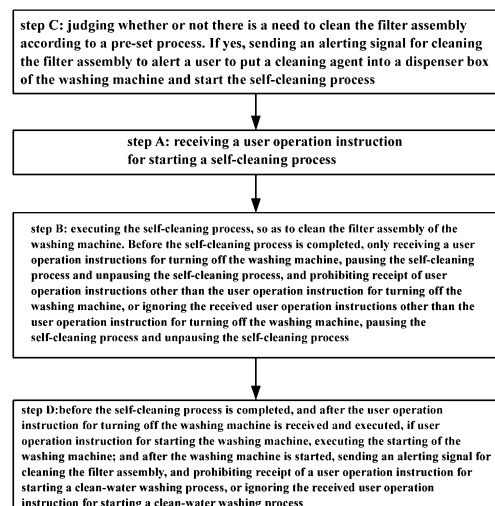 step C: judging whether or not there is a need to clean the filter assembly
according to a pre-set process. If yes, sending an alerting signal for cleaning
the filter assembly to alert a user to put a cleaning agent into a dispenser box
of the washing machine and start the self-cleaning process
step A: receiving a user operation instruction
for starting a self-cleaning process
step B: executing the self-cleaning process, so as to clean the filter assembly of the
washing machine. Before the self-cleaning process is completed, only receiving a user
operation instructions for turning off the washing machine, pausing the self-cleaning
process and unpausing the self-cleaning process, and prohibiting receipt of user
operation instructions other than the user operation instruction for turning off the
washing machine, or ignoring the received user operation instructions other than the
user operation instruction for turning off the washing machine, pausing the
self-cleaning process and unpausing the self-cleaning process
step D:before the self-cleaning process is completed, and after the user operation
instruction for turning off the washing machine is received and executed, if user
operation instruction for starting the washing machine, executing the starting of the
washing machine; and after the washing machine is started, sending an alerting signal for
cleaning the filter assembly, and prohibiting receipt of a user operation instruction for
starting a clean-water washing process, or ignoring the received user operation
instruction for starting a clean-water washing process